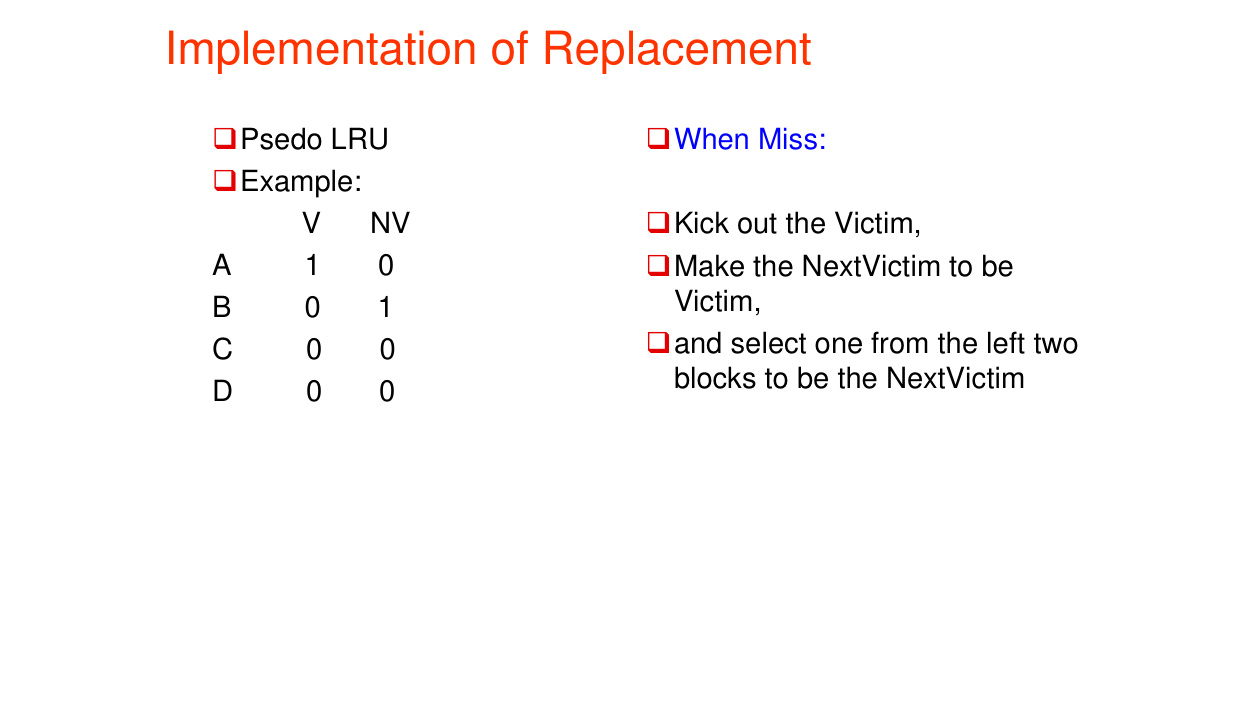 Implementation of Replacement
❑Psedo LRU
❑Example:
V NV
A 1 0
B 0 1
C 0 0
D 0 0
❑When Miss:
❑Kick out the Victim,
❑Make the NextVictim to be
Victim,
❑and select one from the left two
blocks to be the NextVictim